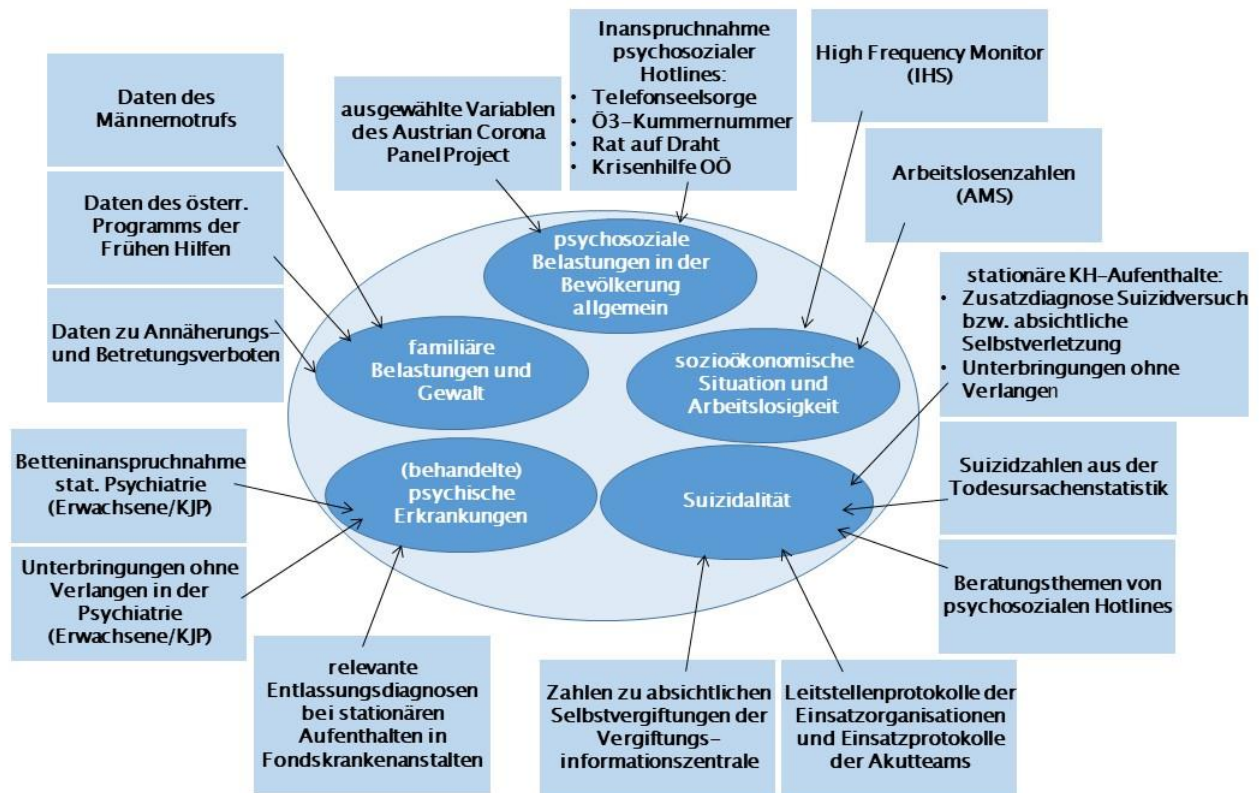 Inanspruchnahme
psychosozialer
Hotlines:
• Telefonseelsorge
• Ö3-Kummernummer
• Rat auf Draht
• Krisenhilfe OÖ
High Frequency Monitor
(IHS)
Daten des
Männernotrufs
ausgewählte Variablen
des Austrian Corona
Panel Project
Arbeitslosenzahlen
(AMS)
Daten des österr.
Programms der
Frühen Hilfen
psychosoziale
Belastungen in der
Bevölkerung
allgemein
stationäre KH-Aufenthalte:
• Zusatzdiagnose Suizidversuch
bzw. absichtliche
Selbstverletzung
• Unterbringungen ohne
Verlangen
Daten zu Annäherungs-
und Betretungsverboten
familiäre
Belastungen und
Gewalt
sozioökonomische
Situation und
Arbeitslosigkeit
Betteninanspruchnahme
stat. Psychiatrie
(Erwachsene/KJP)
(behandelte)
psychische
Erkrankungen
Suizidalität
Suizidzahlen aus der
Todesursachenstatistik
Unterbringungen ohne
Verlangen in der
Psychiatrie
(Erwachsene/KJP)
Beratungsthemen von
psychosozialen Hotlines
relevante
Entlassungsdiagnosen
bei stationären
Aufenthalten in
Fondskrankenanstalten
Zahlen zu absichtlichen
Selbstvergiftungen der
Vergiftungs-
informationszentrale
Leitstellenprotokolle der
Einsatzorganisationen
und Einsatzprotokolle
der Akutteams